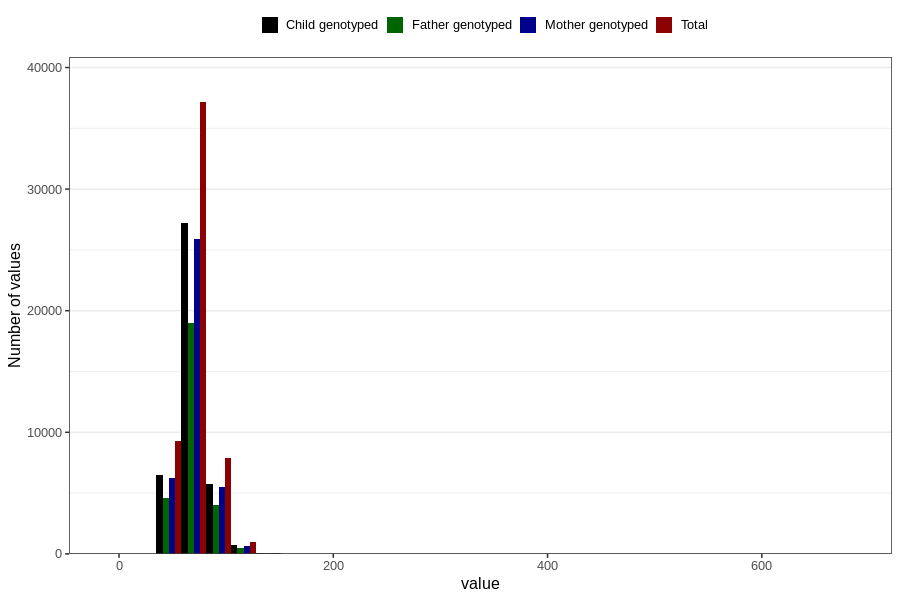 Child genotyped Father genotyped Mother genotyped Total
40000
30000
20000
10000
0
Number of values
0 200 400 600
value